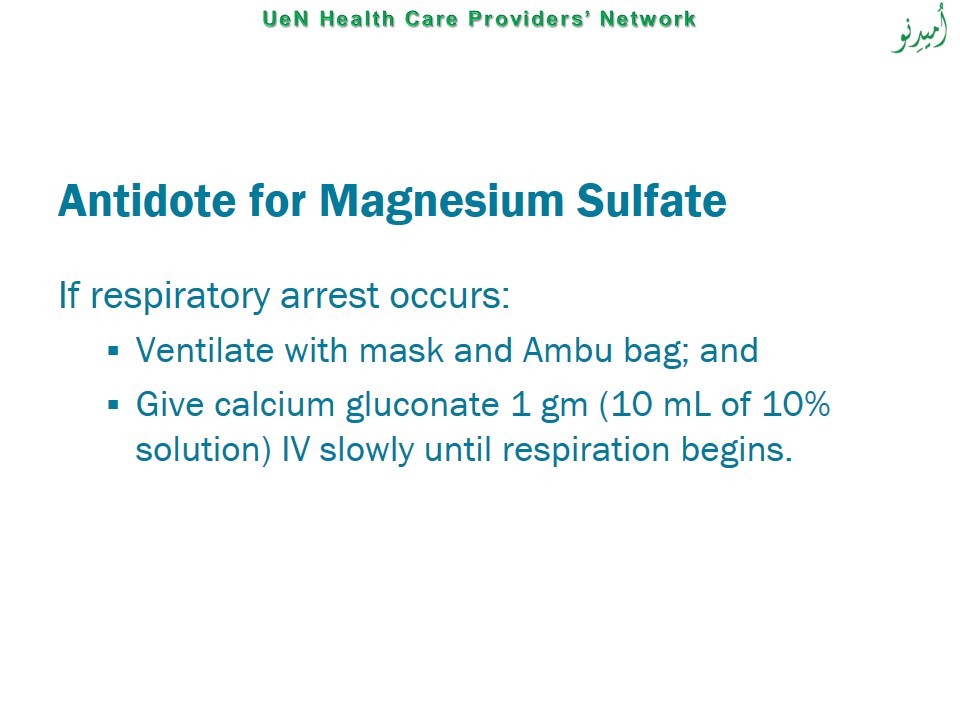 UeN Health Care Providers’ Network
اُمیدِنو
Antidote for Magnesium Sulfate
If respiratory arrest occurs:
▪ Ventilate with mask and Ambu bag; and
▪ Give calcium gluconate 1 gm (10 mL of 10%
solution) IV slowly until respiration begins.